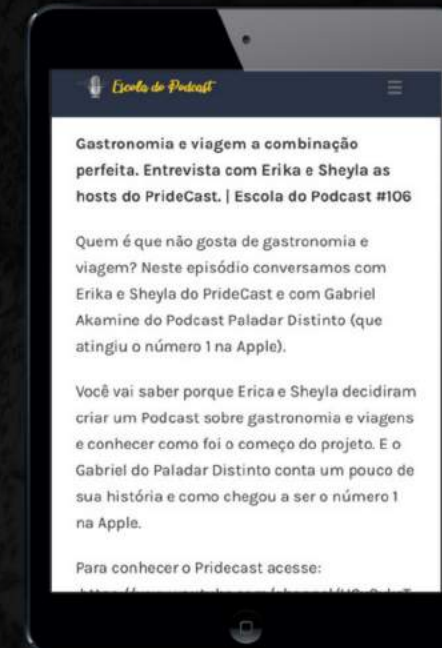 Escola do Podcast
Gastronomia e viagem a combinação
perfeita. Entrevista com Erika e Sheyla as
hosts do PrideCast. | Escola do Podcast #106
Quem é que não gosta de gastronomia e
viagem? Neste episódio conversamos com
Erika e Sheyla do PrideCast e com Gabriel
Akamine do Podcast Paladar Distinto (que
atingiu o número 1 na Apple).
Você vai saber porque Erica e Sheyla decidiram
criar um Podcast sobre gastronomia e viagens
e conhecer como foi o começo do projeto. E o
Gabriel do Paladar Distinto conta um pouco de
sua história e como chegou a ser o número 1
na Apple.
Para conhecer o Pridecast acesse: